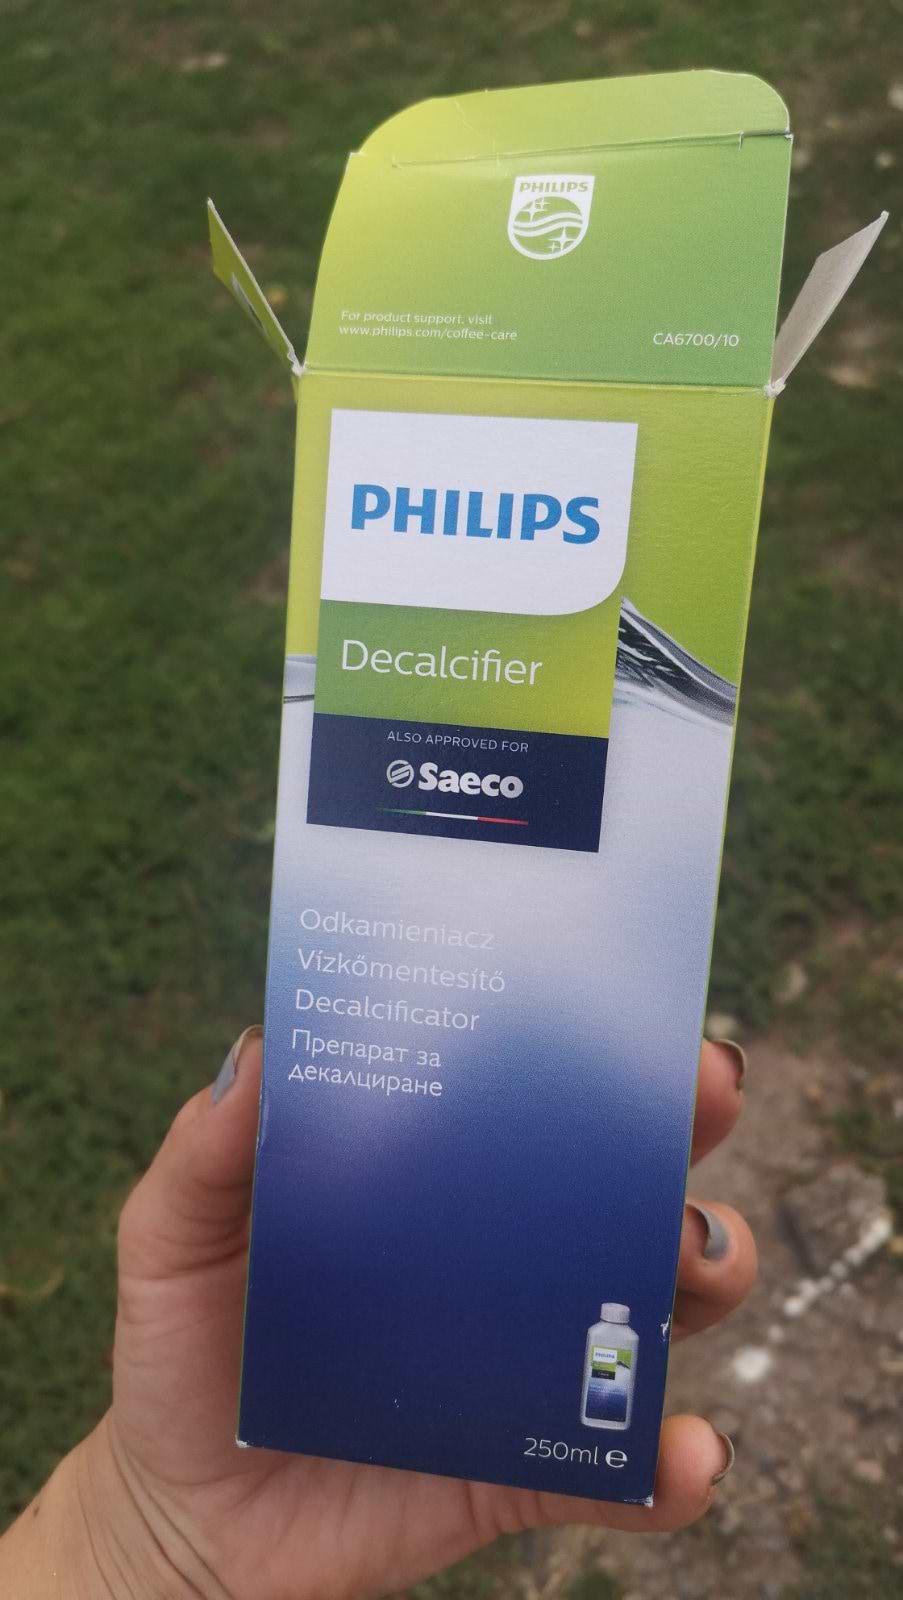 PHILIPS
For product support, visit
www.philips.com/coffee-care
CA6700/10
PHILIPS
Decalcifier
ALSO APPROVED FOR
Saeco
Odkamieniacz
Vízkőmentesítő
Decalcificator
Препарат за
декалциране
PHILIPS
250ml ℮